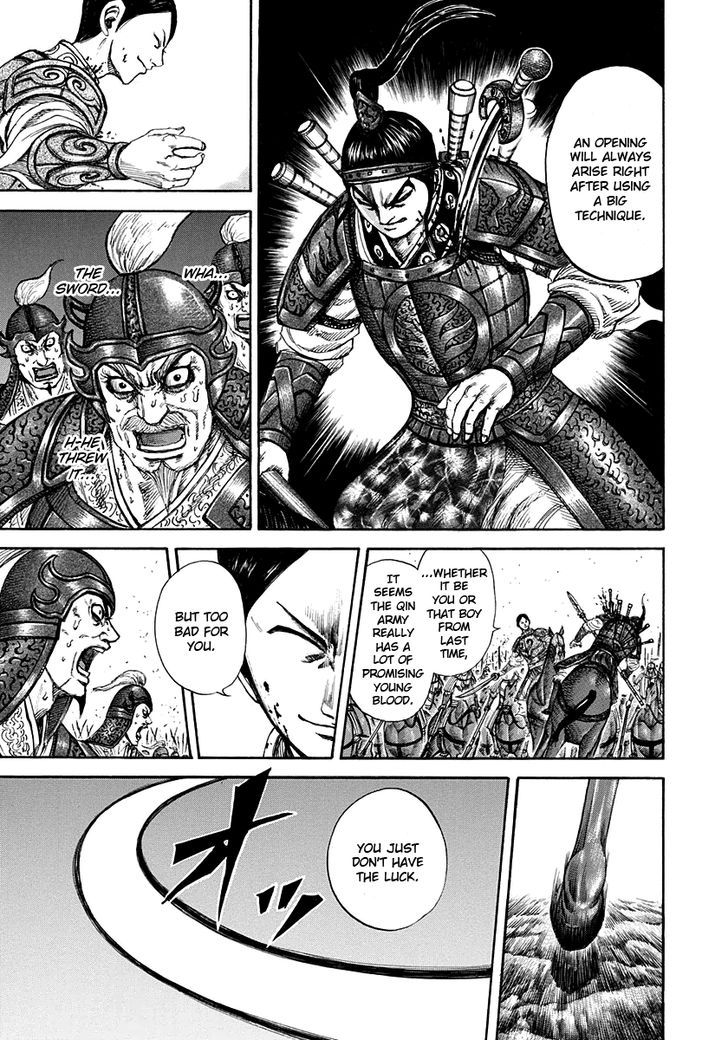 AN OPENING
WILL ALWAYS
ARISE RIGHT
AFTER USING
A BIG
TECHNIQUE.
WHA...
THE
SWORD...
H-HE
THREW
IT...
...WHETHER
IT BE
YOU OR
THAT BOY
FROM
LAST
TIME,
IT
SEEMS
THE QIN
ARMY
REALLY
HAS A
LOT OF
PROMISING
YOUNG
BLOOD.
BUT TOO
BAD FOR
YOU.
YOU JUST
DON'T HAVE
THE LUCK.
オッ